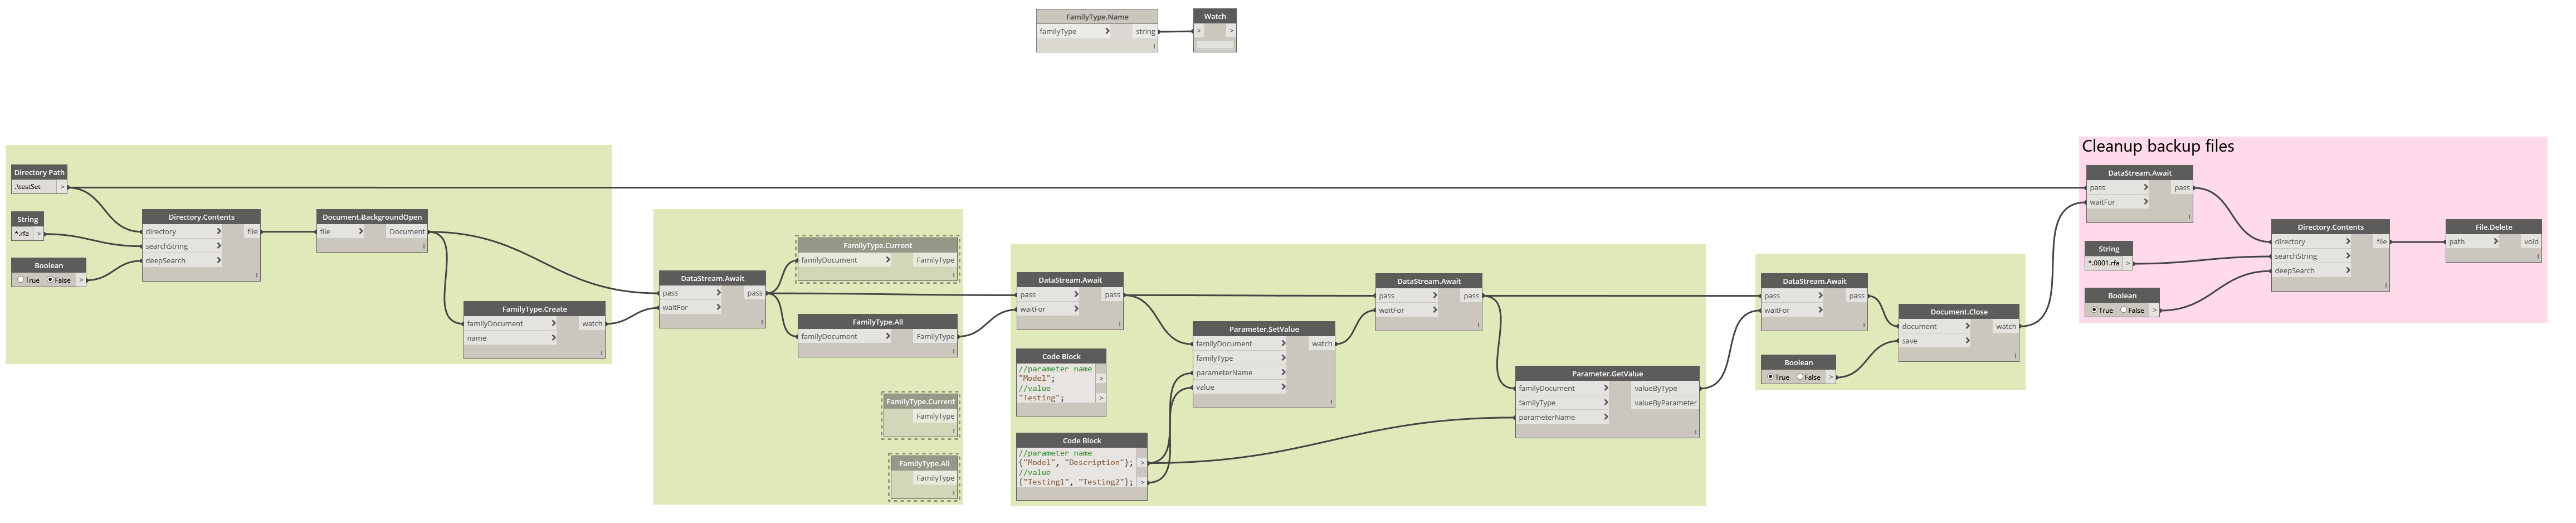 FamilyType.Name
familyType > string
Watch
> >
Cleanup backup files
Directory Path
.\testSet >
String
*.rfa >
Boolean
True False >
Directory.Contents
directory > file
searchString >
deepSearch >
Document.BackgroundOpen
file > Document
FamilyType.Create
familyDocument > watch
name >
DataStream.Await
pass > pass
waitFor >
FamilyType.Current
familyDocument > FamilyType
FamilyType.All
familyDocument > FamilyType
FamilyType.Current
FamilyType
FamilyType.All
FamilyType
DataStream.Await
pass > pass
waitFor >
Code Block
//parameter name
"Model"; >
//value
"Testing"; >
Code Block
//parameter name
{"Model", "Description"}; >
//value
{"Testing1", "Testing2"}; >
Parameter.SetValue
familyDocument > watch
familyType >
parameterName >
value >
DataStream.Await
pass > pass
waitFor >
Parameter.GetValue
familyDocument > valueByType
familyType > valueByParameter
parameterName >
DataStream.Await
pass > pass
waitFor >
Boolean
True False >
Document.Close
document > watch
save >
DataStream.Await
pass > pass
waitFor >
String
*.0001.rfa >
Boolean
True False >
Directory.Contents
directory > file
searchString >
deepSearch >
File.Delete
path > void